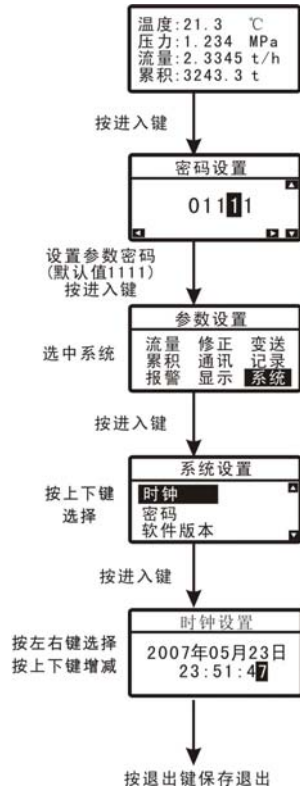 温度:21.3 ℃
压力:1.234 MPa
流量:2.3345 t/h
累积:3243.3 t
按进入键
密码设置
01111
设置参数密码
(默认值1111)
按进入键
参数设置
选中系统
流量 修正 变送
累积 通讯 记录
报警 显示 系统
按进入键
系统设置
按上下键
选择
时钟
密码
软件版本
按进入键
时钟设置
按左右键选择
按上下键增减
2007年05月23日
23:51:47
按退出键保存退出